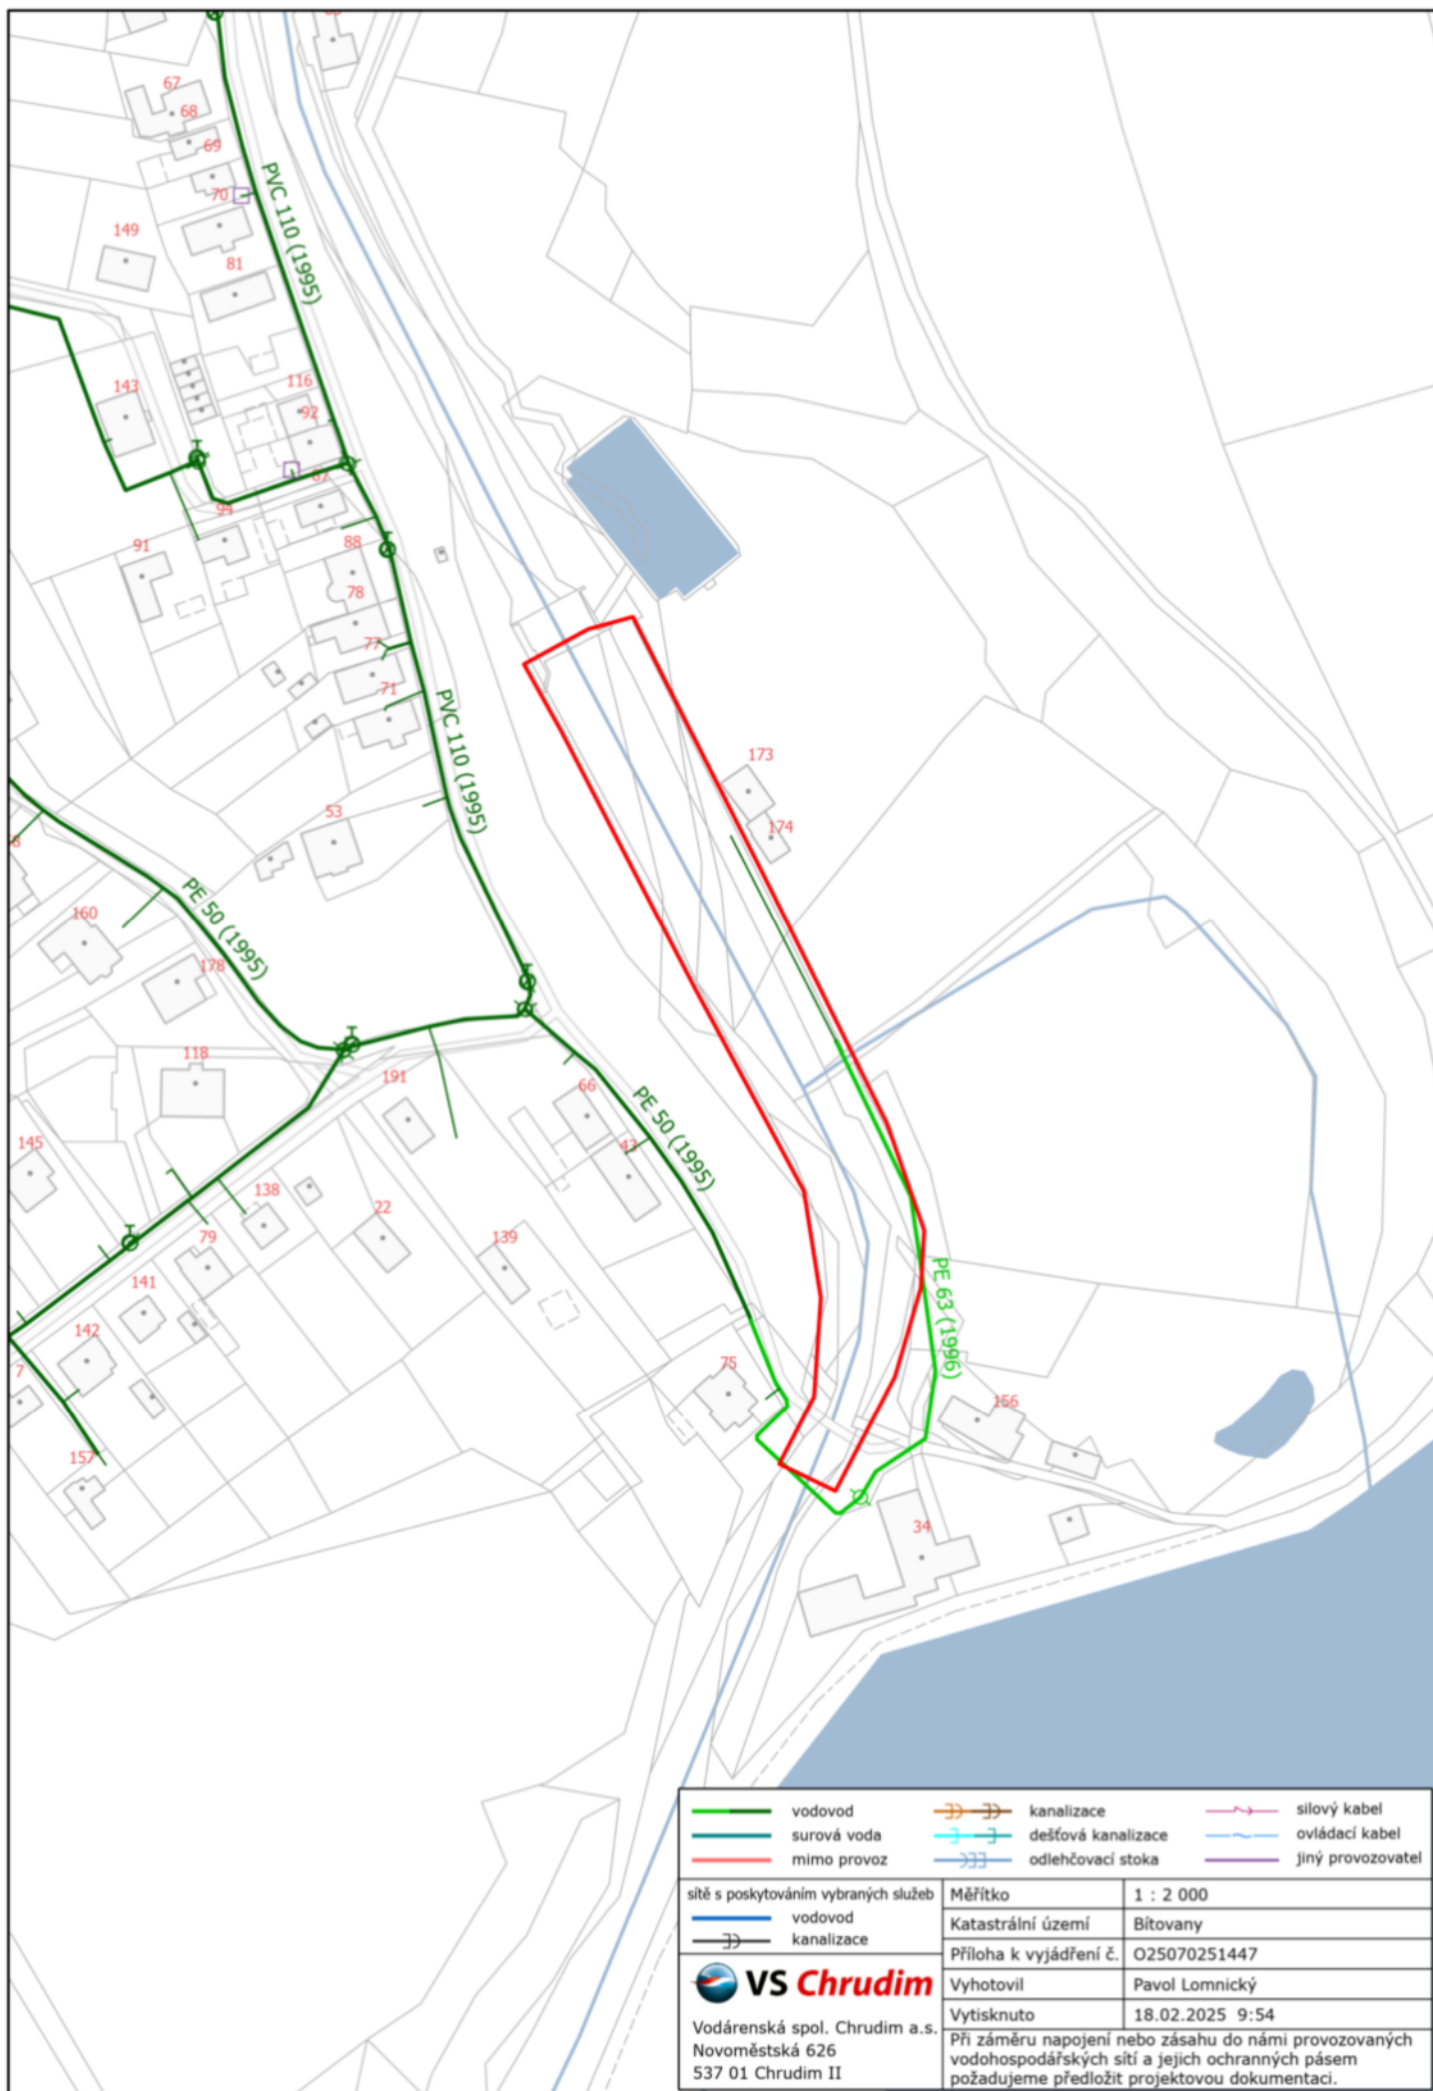 67
68
69
70
149
81
PVC 110 (1995)
143
116
92
87
94
91
88
78
77
71
PVC 110 (1995)
53
173
174
160
178
PE 50 (1995)
118
191
66
43
PE 50 (1995)
145
138
22
79
139
141
142
7
157
75
PE 63 (1996)
156
34
vodovod
surová voda
mimo provoz
kanalizace
dešťová kanalizace
odlehčovací stoka
silový kabel
ovládací kabel
jiný provozovatel
sítě s poskytováním vybraných služeb
vodovod
kanalizace
VS Chrudim
Vodárenská spol. Chrudim a.s.
Novoměstská 626
537 01 Chrudim II
Měřítko 1 : 2 000
Katastrální území Bítovany
Příloha k vyjádření č. O25070251447
Vyhotovil Pavol Lomnický
Vytisknuto 18.02.2025 9:54
Při záměru napojení nebo zásahu do námi provozovaných
vodohospodářských sítí a jejich ochranných pásem
požadujeme předložit projektovou dokumentaci.